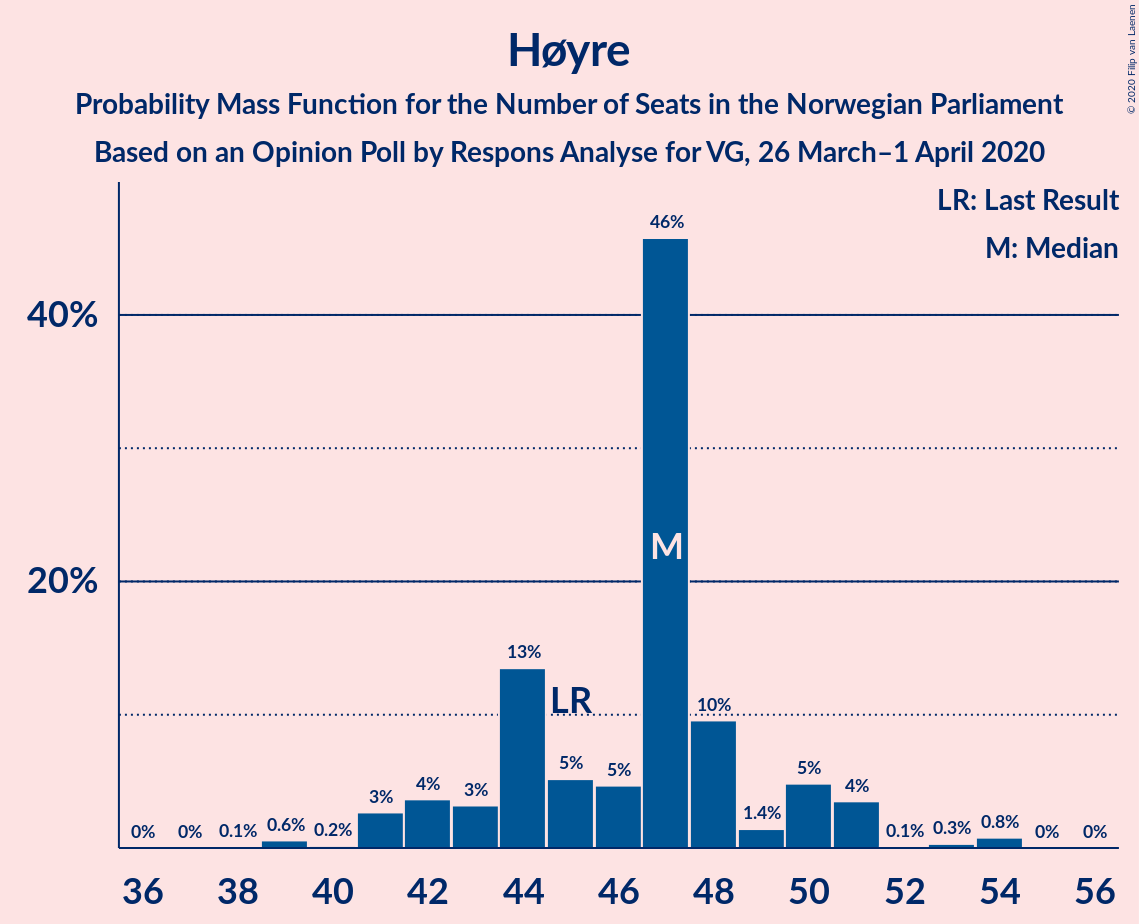 Høyre
Probability Mass Function for the Number of Seats in the Norwegian Parliament
Based on an Opinion Poll by Respons Analyse for VG, 26 March–1 April 2020
© 2020 Filip van Laenen
LR: Last Result
M: Median
40%
20%
0% 0% 0.1% 0.6% 0.2% 3% 4% 3% 13% 5% 5% 46% 10% 1.4% 5% 4% 0.1% 0.3% 0.8% 0% 0%
LR
M
36 38 40 42 44 46 48 50 52 54 56